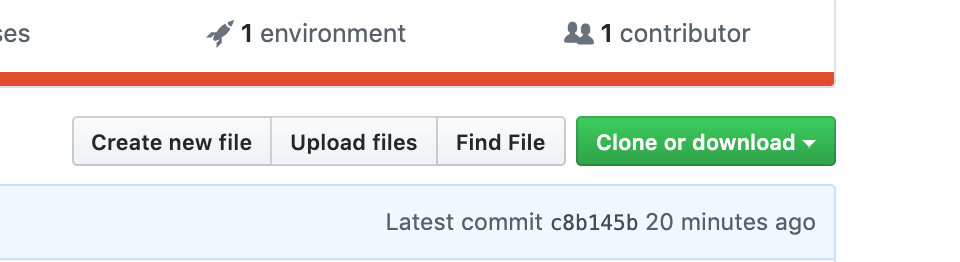 ses 1 environment 1 contributor
Create new file Upload files Find File Clone or download
Latest commit c8b145b 20 minutes ago